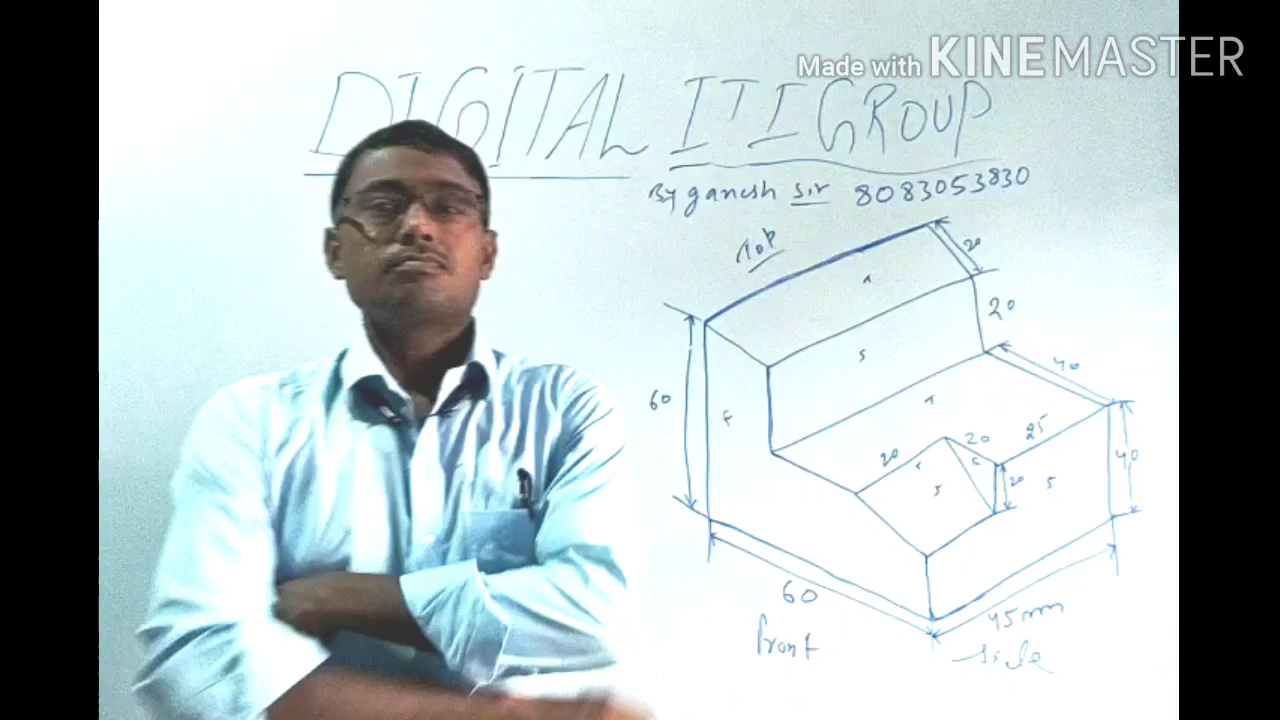 Made with KINEMASTER
DIGITAL ITI GROUP
By ganesh sir 8083053830
Top
20
T
20
S
60
F
40
T
20
25
20
T
40
S
20
S
60
45mm
front
side